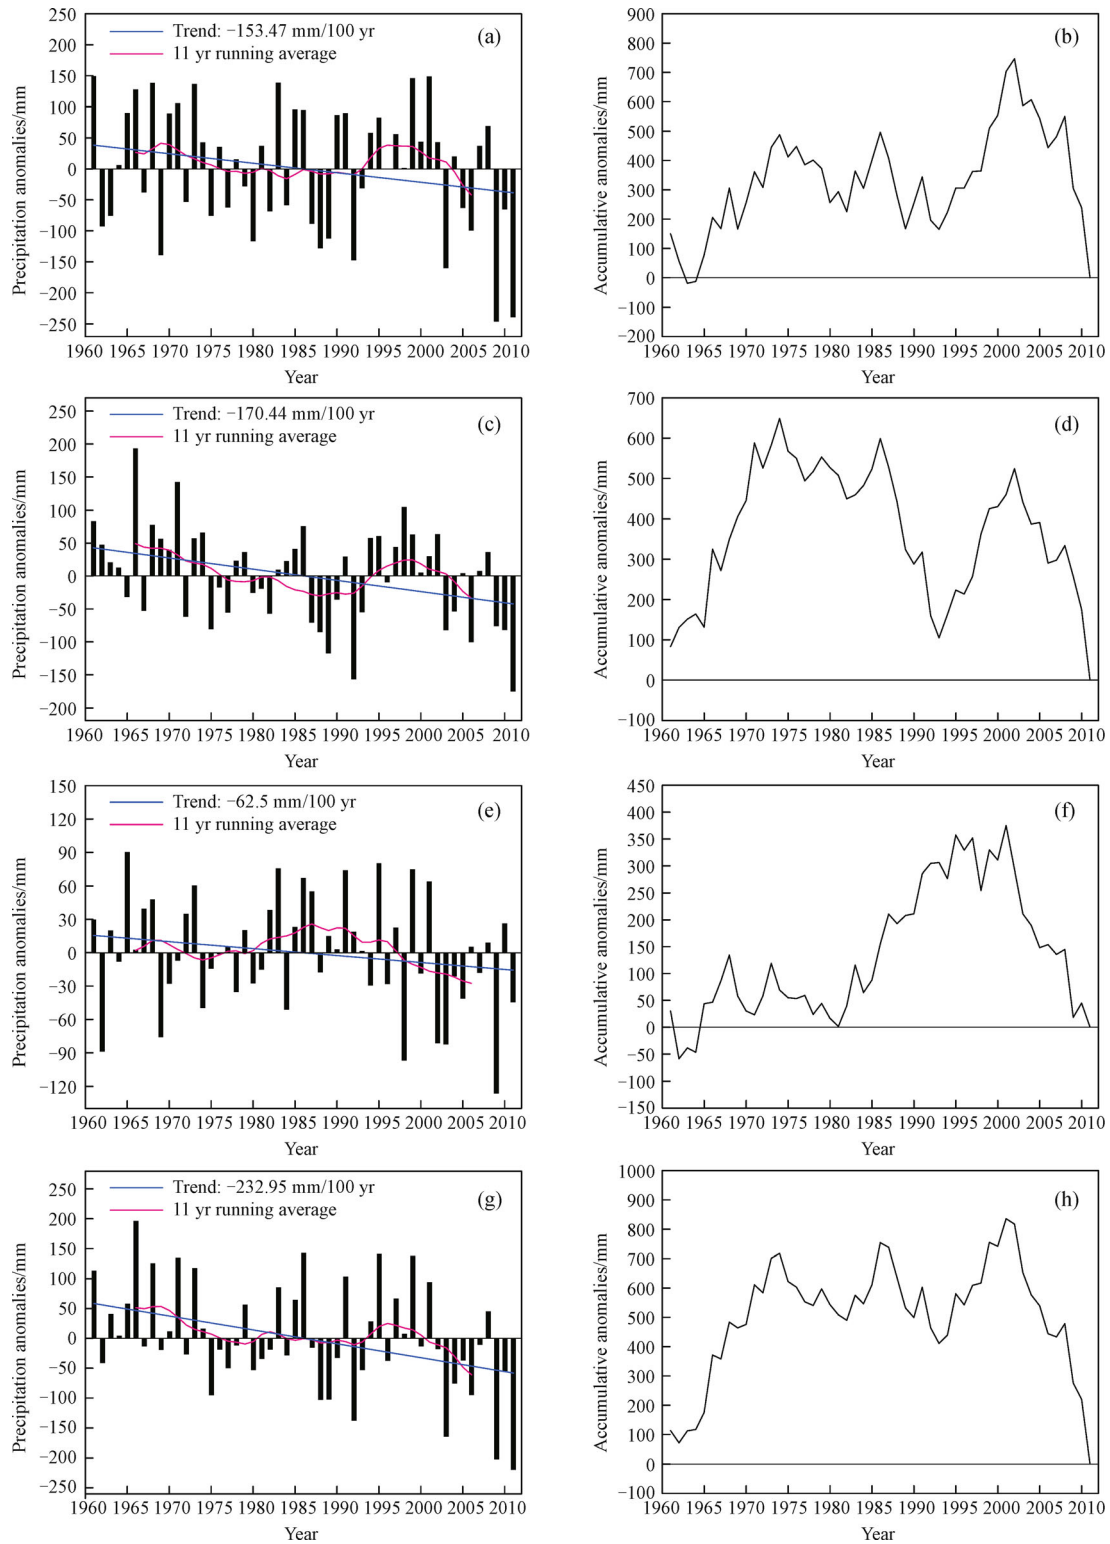 Precipitation anomalies/mm
250
200
150
100
50
0
−50
−100
−150
−200
−250
Trend: −153.47 mm/100 yr
11 yr running average
(a)
1960 1965 1970 1975 1980 1985 1990 1995 2000 2005 2010
Year
Accumulative anomalies/mm
900
800
700
600
500
400
300
200
100
0
−100
−200
(b)
1960 1965 1970 1975 1980 1985 1990 1995 2000 2005 2010
Year
Precipitation anomalies/mm
250
200
150
100
50
0
−50
−100
−150
−200
Trend: −170.44 mm/100 yr
11 yr running average
(c)
1960 1965 1970 1975 1980 1985 1990 1995 2000 2005 2010
Year
Accumulative anomalies/mm
700
600
500
400
300
200
100
0
−100
(d)
1960 1965 1970 1975 1980 1985 1990 1995 2000 2005 2010
Year
Precipitation anomalies/mm
150
120
90
60
30
0
−30
−60
−90
−120
Trend: −62.5 mm/100 yr
11 yr running average
(e)
1960 1965 1970 1975 1980 1985 1990 1995 2000 2005 2010
Year
Accumulative anomalies/mm
450
400
350
300
250
200
150
100
50
0
−50
−100
−150
(f)
1960 1965 1970 1975 1980 1985 1990 1995 2000 2005 2010
Year
Precipitation anomalies/mm
250
200
150
100
50
0
−50
−100
−150
−200
−250
Trend: −232.95 mm/100 yr
11 yr running average
(g)
1960 1965 1970 1975 1980 1985 1990 1995 2000 2005 2010
Year
Accumulative anomalies/mm
1000
900
800
700
600
500
400
300
200
100
0
−100
(h)
1960 1965 1970 1975 1980 1985 1990 1995 2000 2005 2010
Year